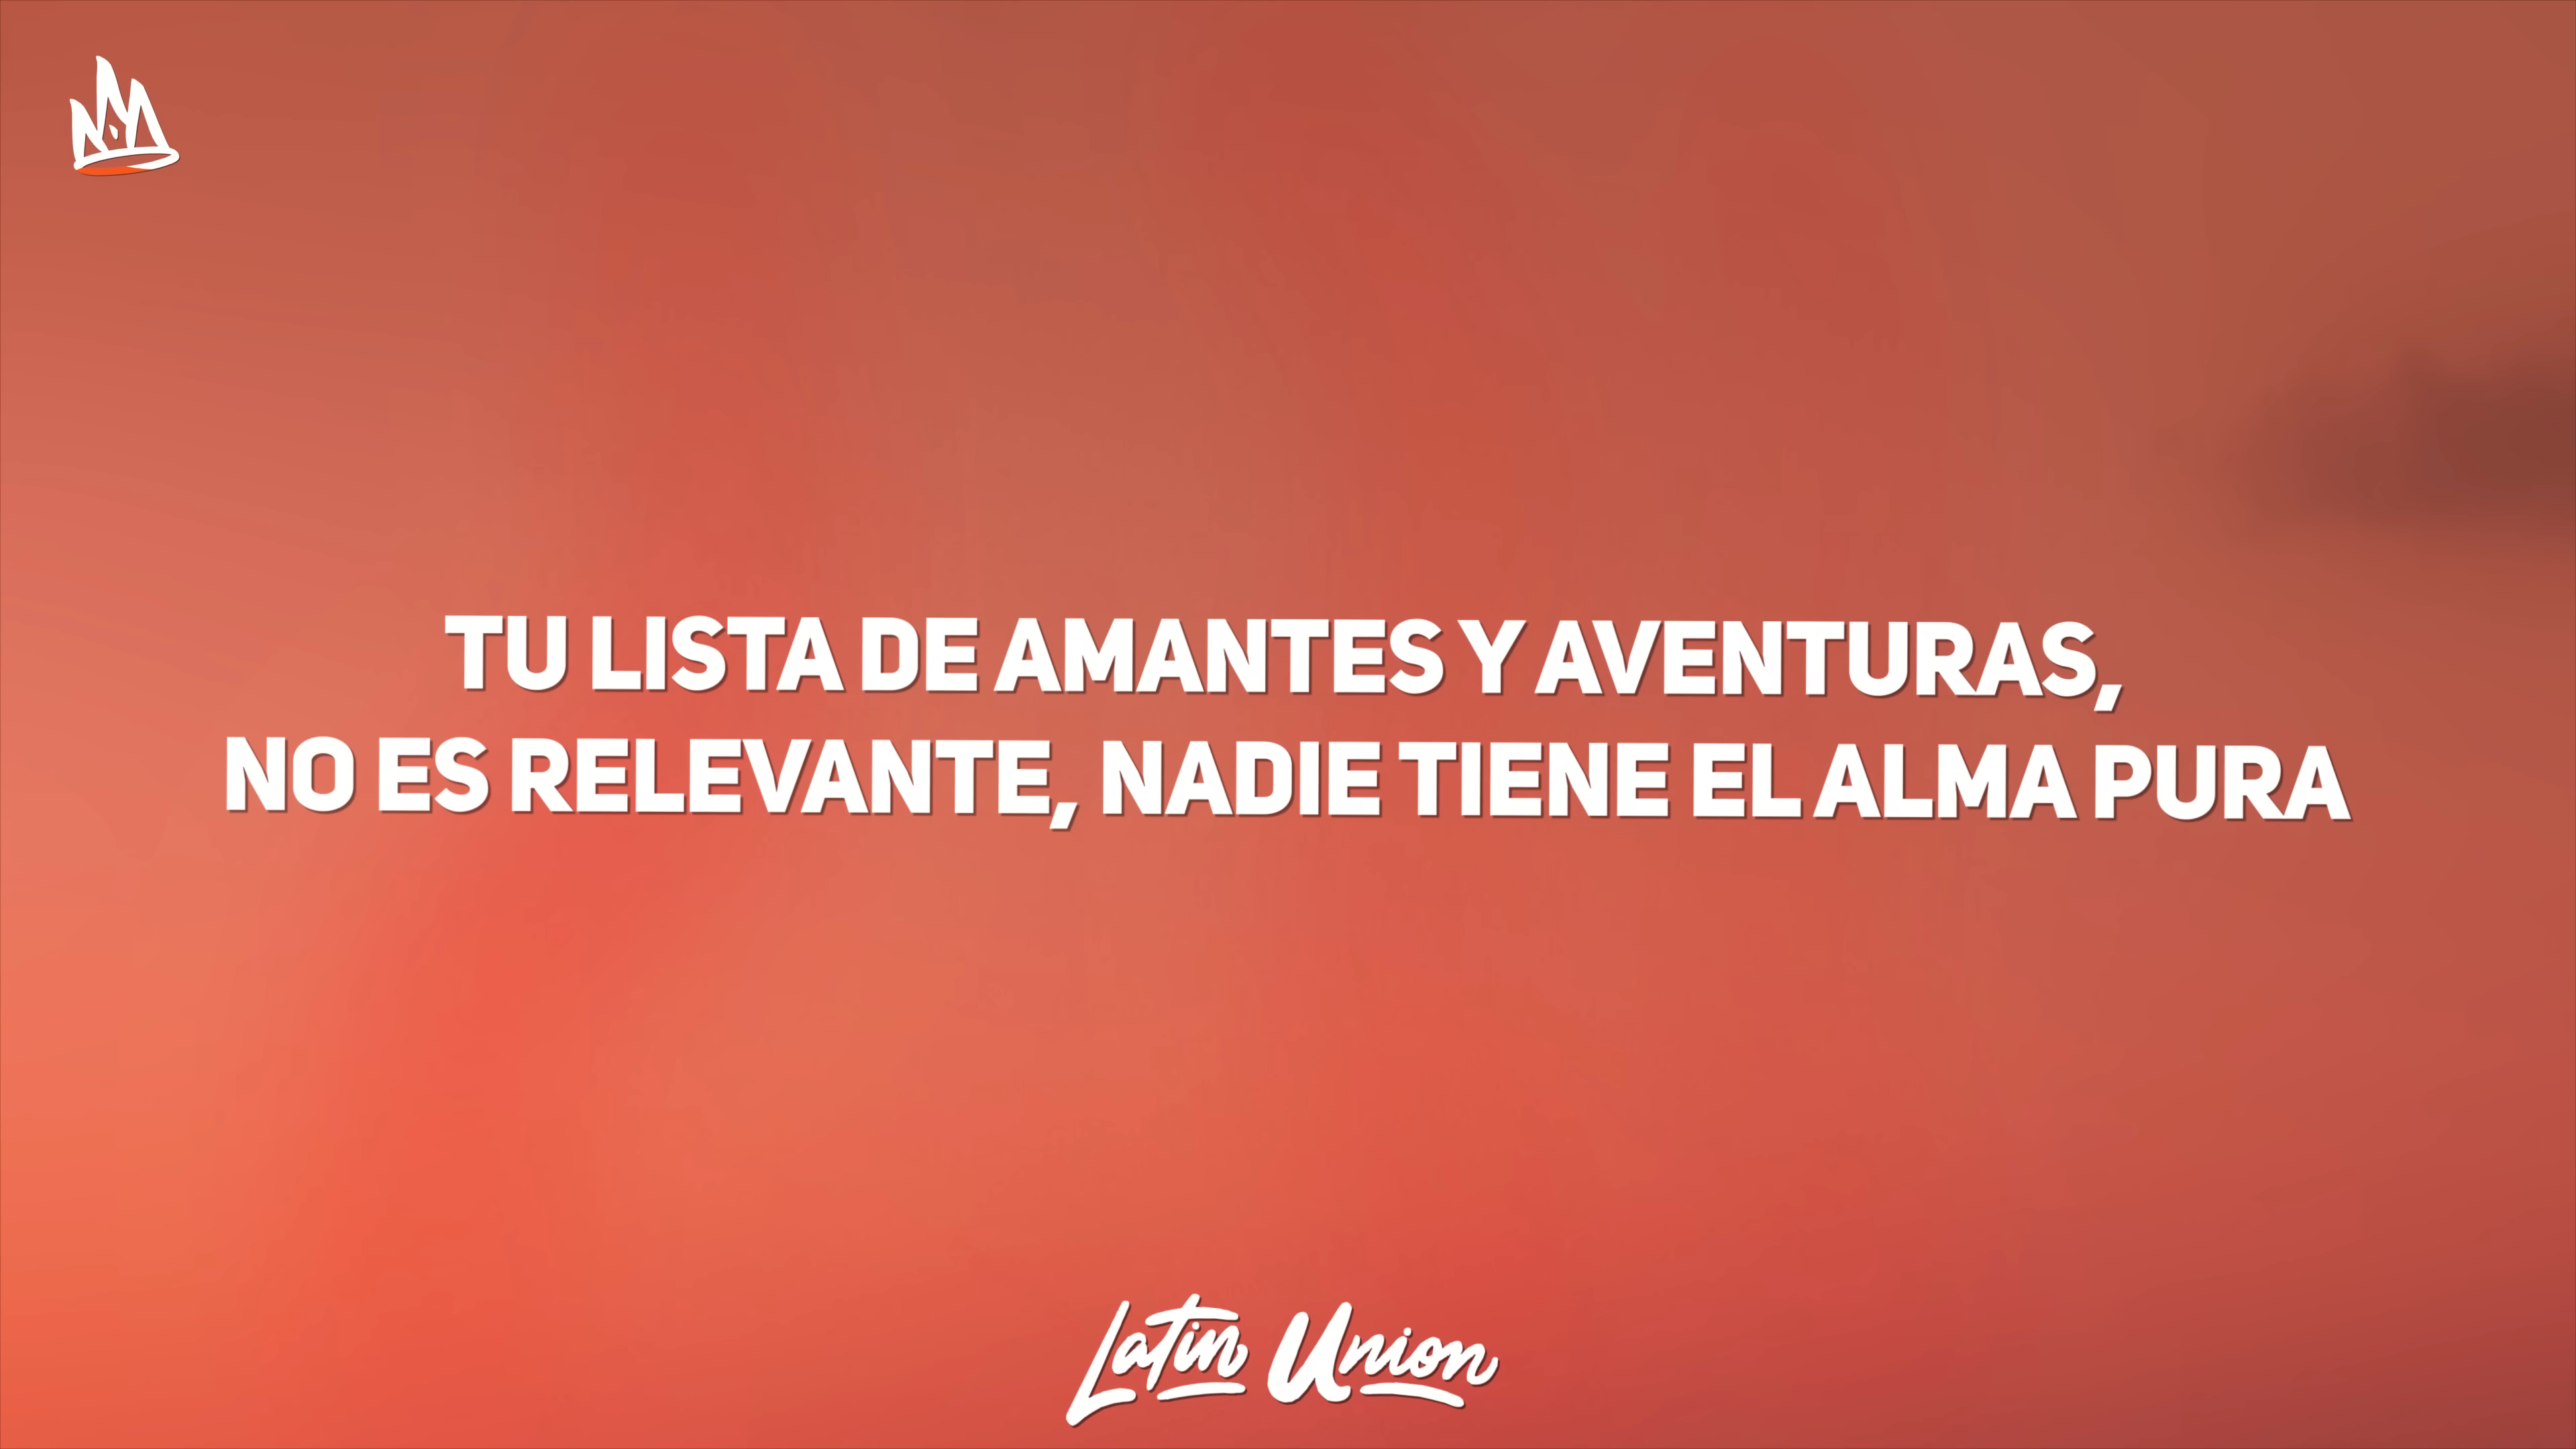 TU LISTA DE AMANTES Y AVENTURAS,
NO ES RELEVANTE, NADIE TIENE EL ALMA PURA
Latin Union